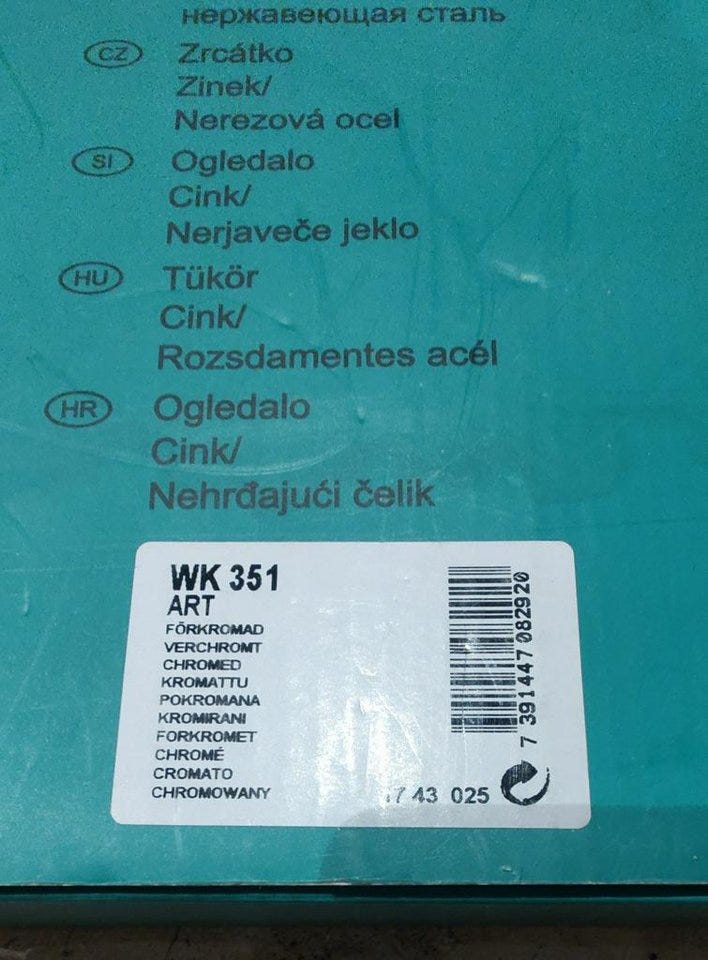 нержавеющая сталь
CZ Zrcátko
Zinek/
Nerezová ocel
SI Ogledalo
Cink/
Nerjaveče jeklo
HU Tükör
Cink/
Rozsdamentes acél
HR Ogledalo
Cink/
Nehrđajući čelik
WK 351
ART
FÖRKROMAD
VERCHROMT
CHROMED
KROMATTU
POKROMANA
KROMIRANI
FORKROMET
CHROMÉ
CROMATO
CHROMOWANY
7 391447 082920
1743 025